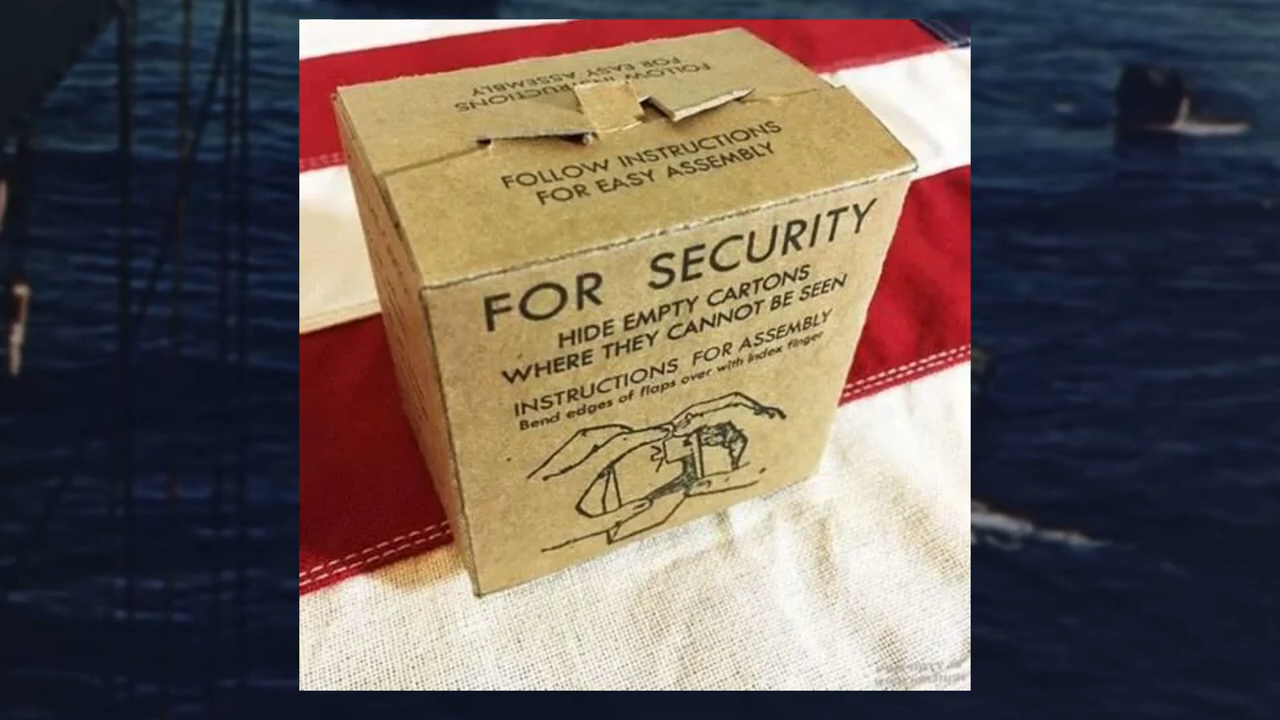 FOLLOW INSTRUCTIONS
FOR EASY ASSEMBLY
FOLLOW INSTRUCTIONS
FOR EASY ASSEMBLY
FOR SECURITY
HIDE EMPTY CARTONS
WHERE THEY CANNOT BE SEEN
INSTRUCTIONS FOR ASSEMBLY
Bend edges of flaps over with index finger